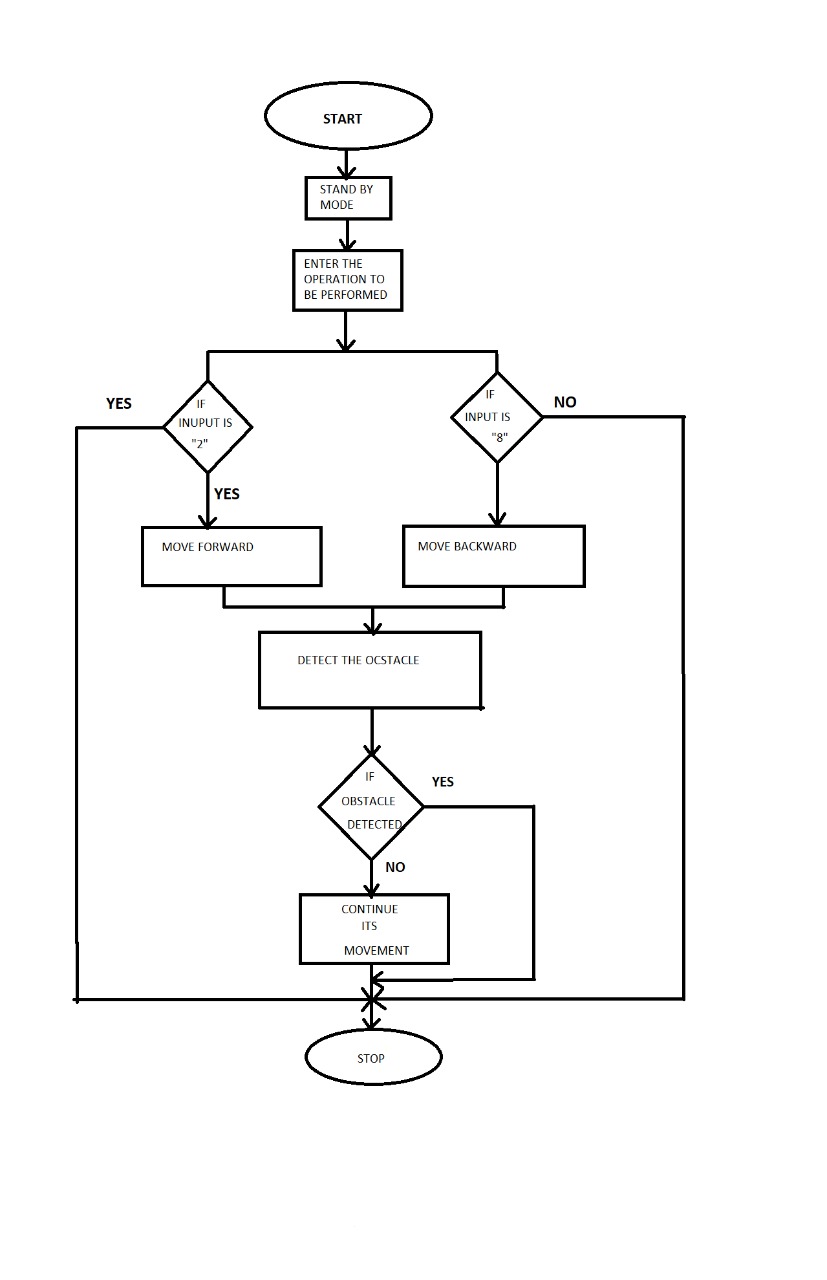 START
STAND BY
MODE
ENTER THE
OPERATION TO
BE PERFORMED
YES
IF
INUPUT IS
"2"
IF
INPUT IS
"8"
NO
YES
MOVE FORWARD
MOVE BACKWARD
DETECT THE OCSTACLE
IF
OBSTACLE
DETECTED
YES
NO
CONTINUE
ITS
MOVEMENT
STOP